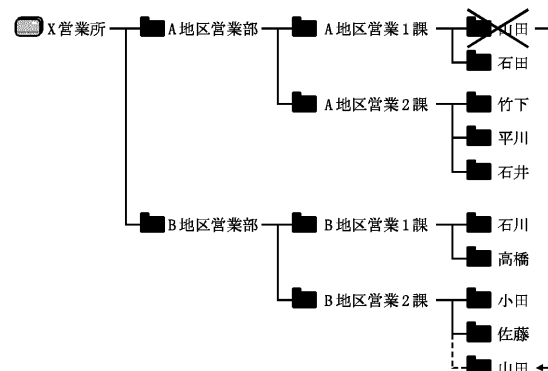 X営業所
A地区営業部
A地区営業1課
山田
石田
A地区営業2課
竹下
平川
石井
B地区営業部
B地区営業1課
石川
高橋
B地区営業2課
小田
佐藤
山田